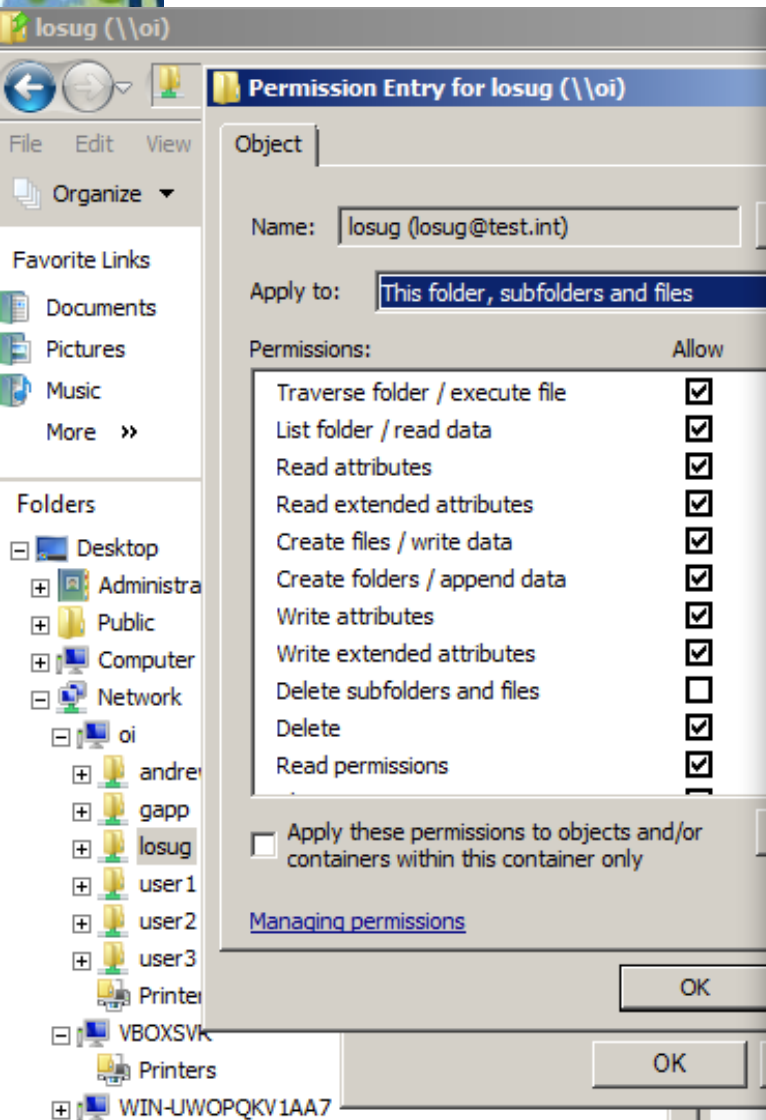 losug (\\oi)
Permission Entry for losug (\\oi)
File Edit View
Object
Organize
Name: losug (losug@test.int)
Favorite Links
Apply to: This folder, subfolders and files
Documents
Permissions: Allow
Pictures
Music
More »
Traverse folder / execute file
List folder / read data
Read attributes
Read extended attributes
Create files / write data
Create folders / append data
Write attributes
Write extended attributes
Delete subfolders and files
Delete
Read permissions
Folders
Desktop
Administra
Public
Computer
Network
oi
andre
gapp
losug
user1
user2
user3
Printe
VBOXSV
Printers
WIN-UWOPQKV1AA7
Apply these permissions to objects and/or
containers within this container only
Managing permissions
OK
OK